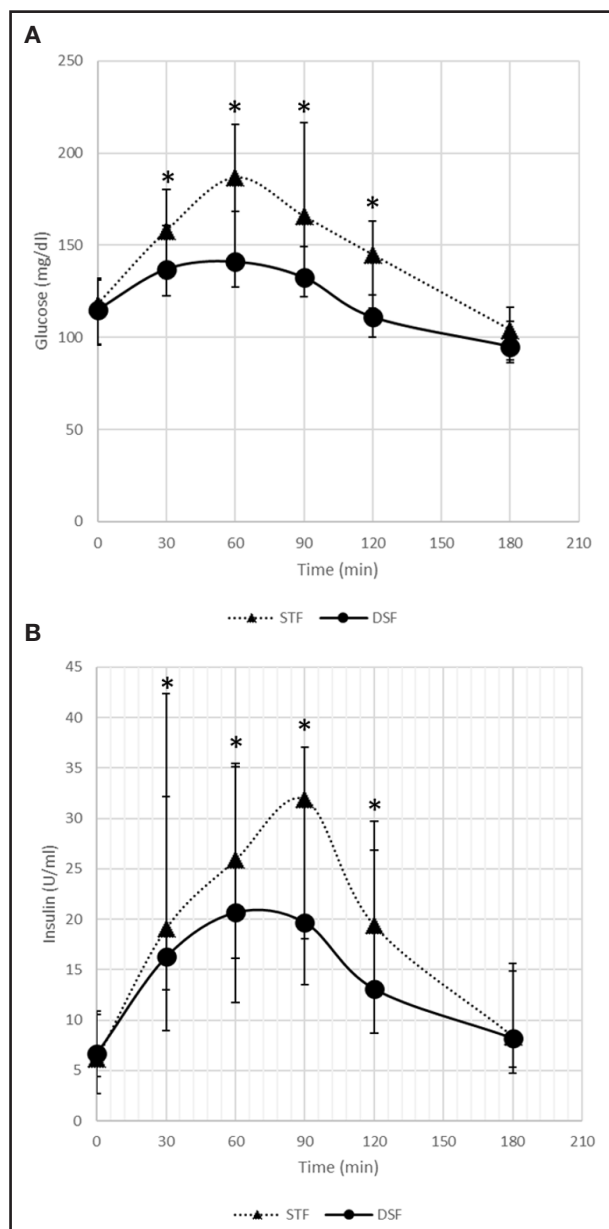 A
250
200
150
100
50
0
Glucose (mg/dl)
* * * *
0 30 60 90 120 150 180 210
Time (min)
STF DSF
B
45
40
35
30
25
20
15
10
5
0
Insulin (U/ml)
* * * *
0 30 60 90 120 150 180 210
Time (min)
STF DSF